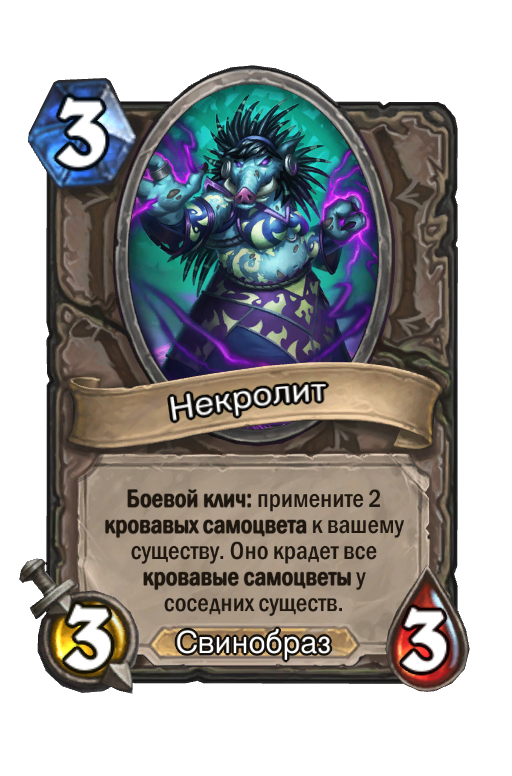 3
Некролит
Боевой клич: примените 2
кровавых самоцвета к вашему
существу. Оно крадет все
кровавые самоцветы у
соседних существ.
3
Свинобраз
3